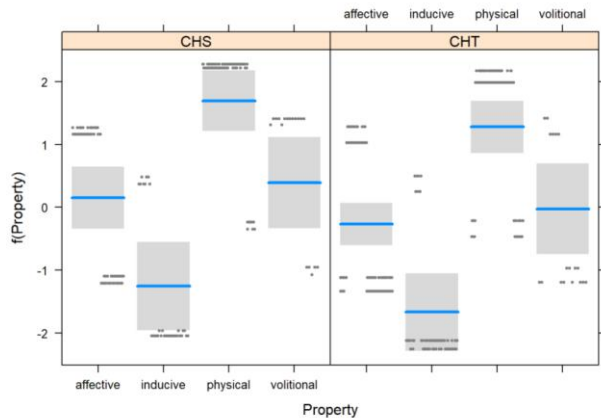 affective inducive physical volitional
CHS CHT
2
1
0
-1
-2
f(Property)
affective inducive physical volitional
Property